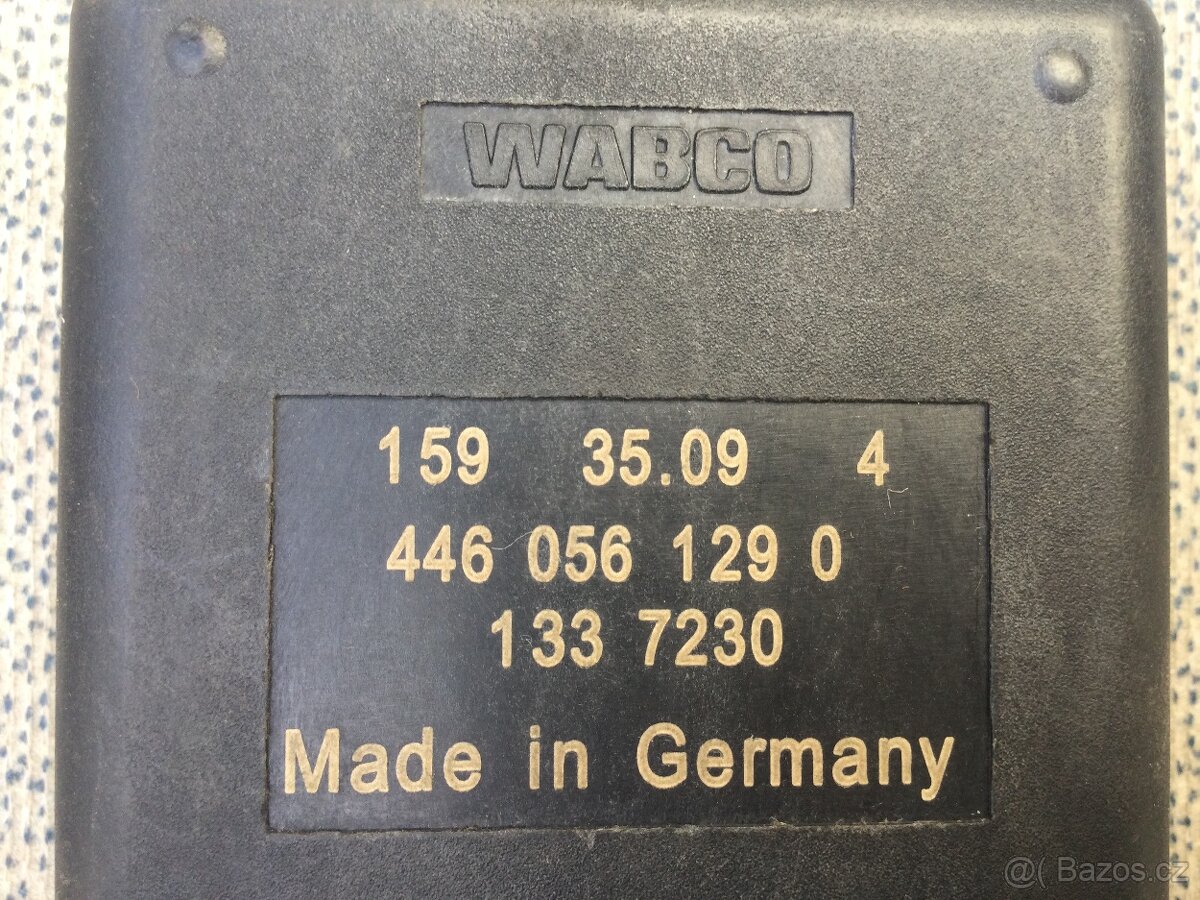 WABCO
159 35.09 4
446 056 129 0
133 7230
Made in Germany
@( Bazos.cz